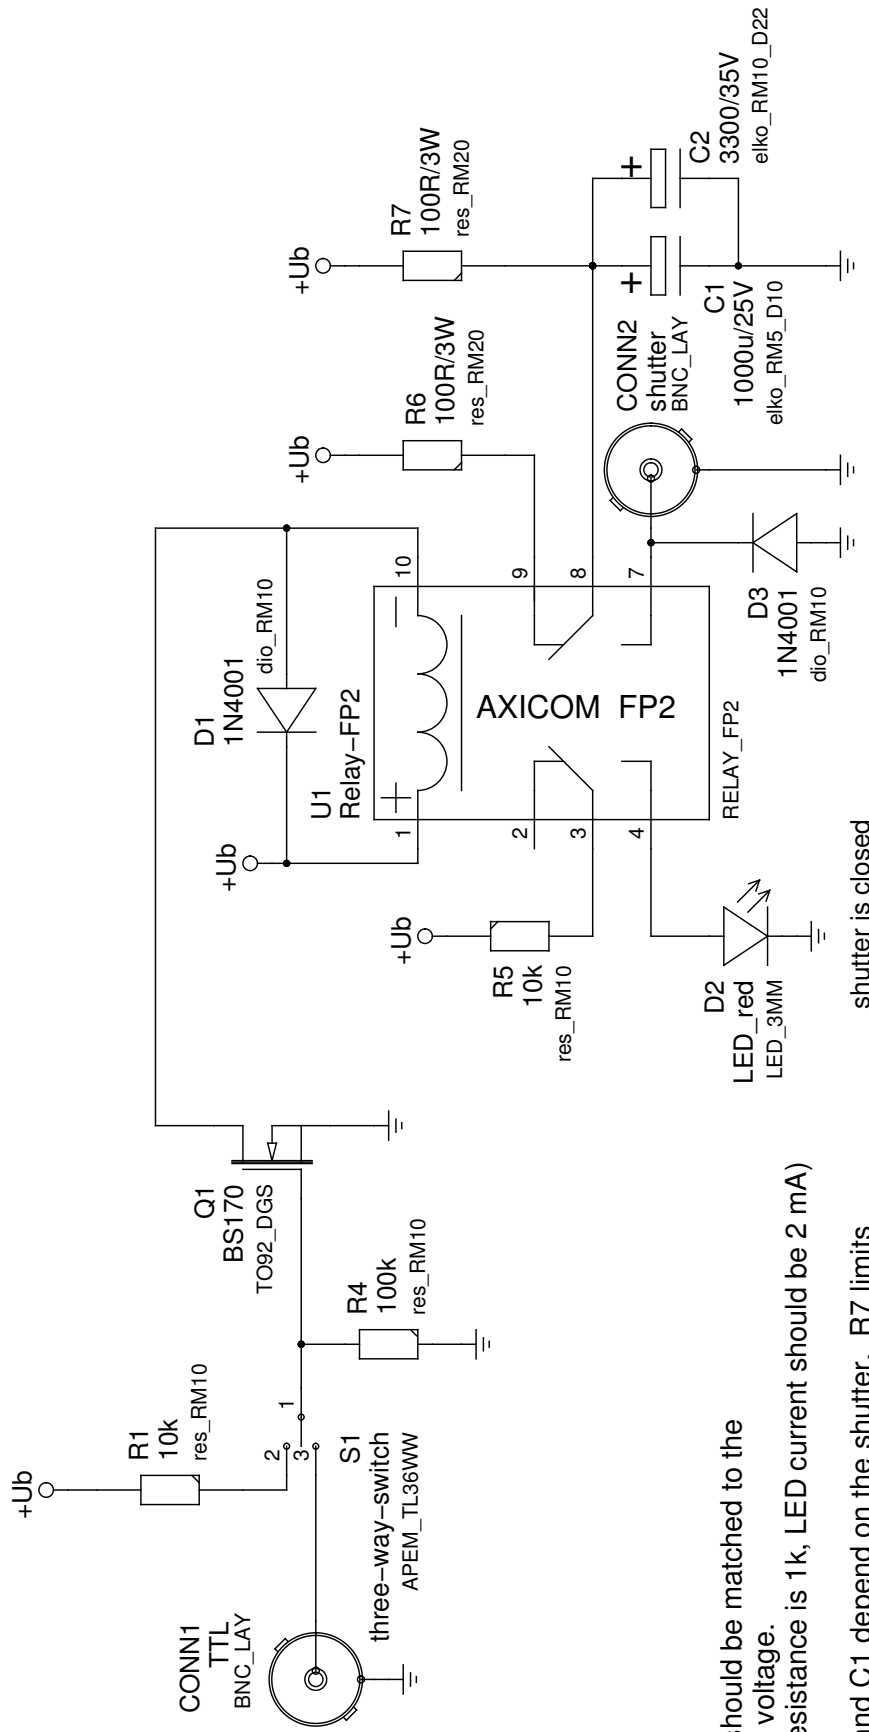 +Ub
R1
10k
res_RM10
CONN1
TTL
BNC_LAY
2
3
1
S1
three-way-switch
APEM_TL36WW
R4
100k
res_RM10
Q1
BS170
TO92_DGS
+Ub
D1
1N4001
dio_RM10
U1
Relay-FP2
1
10
+Ub
R5
10k
res_RM10
2
3
4
9
8
7
AXICOM FP2
RELAY_FP2
D2
LED_red
LED_3MM
+Ub
R6
100R/3W
res_RM20
+Ub
R7
100R/3W
res_RM20
CONN2
shutter
BNC_LAY
D3
1N4001
dio_RM10
+
C1
1000u/25V
elko_RM5_D10
+
C2
3300/35V
elko_RM10_D22
should be matched to the
voltage.
esistance is 1k, LED current should be 2 mA)
and C1 depend on the shutter. R7 limits
shutter is closed